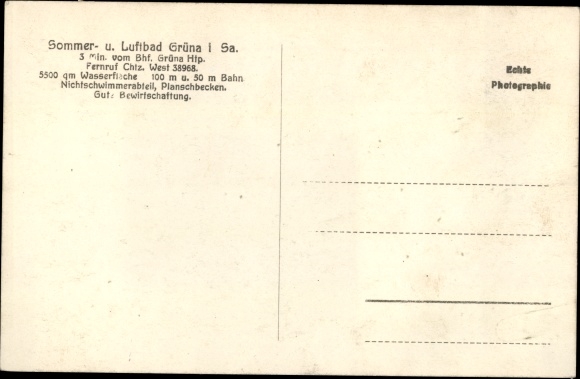 Sommer- u. Luftbad Grüna i Sa.
3 Min. vom Bhf. Grüna Htp.
Fernruf Chtz. West 38968.
5500 qm Wasserfläche 100 m u. 50 m Bahn
Nichtschwimmerabteil, Planschbecken.
Gute Bewirtschaftung.
Echte
Photographie